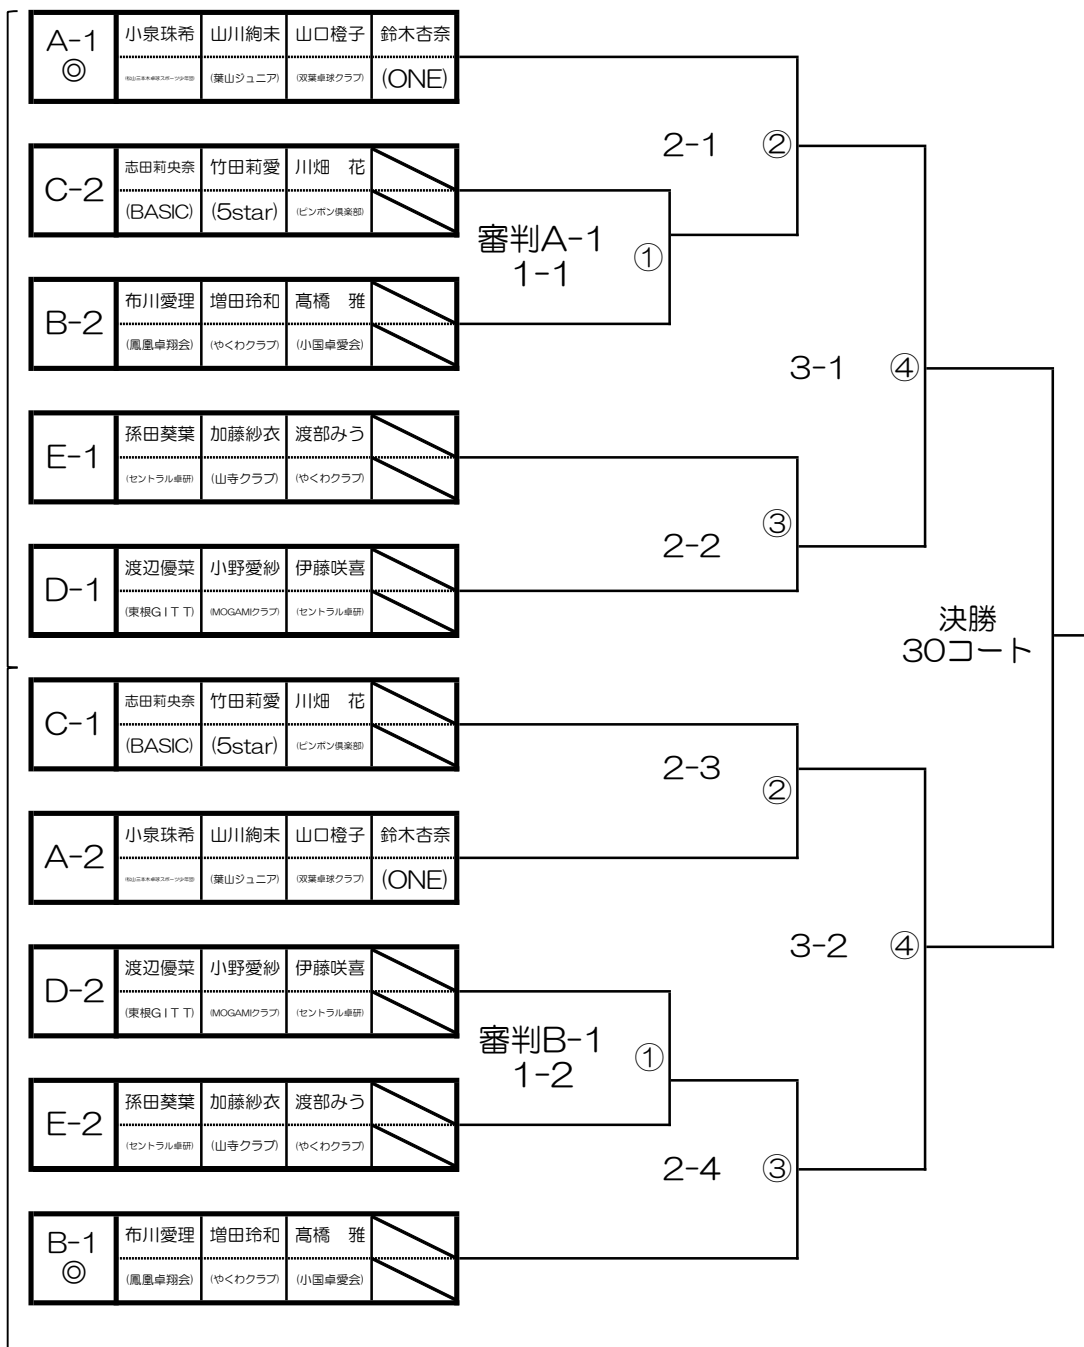 A-1
◎
小泉珠希 山川絢未 山口橙子 鈴木杏奈
(葉山ジュニア) (双葉卓球クラブ) (ONE)
2-1 ②
C-2
志田莉央奈 竹田莉愛 川畑 花
(BASIC) (5star) (ピンポン倶楽部)
審判A-1
1-1 ①
B-2
布川愛理 増田玲和 髙橋 雅
(鳳凰卓翔会) (やくわクラブ) (小国卓愛会)
3-1 ④
E-1
孫田葵葉 加藤紗衣 渡部みう
(セントラル卓研) (山寺クラブ) (やくわクラブ)
2-2 ③
D-1
渡辺優菜 小野愛紗 伊藤咲喜
(東根GITT) (MOGAMIクラブ) (セントラル卓研)
決勝
30コート
C-1
志田莉央奈 竹田莉愛 川畑 花
(BASIC) (5star) (ピンポン倶楽部)
2-3 ②
A-2
小泉珠希 山川絢未 山口橙子 鈴木杏奈
(葉山ジュニア) (双葉卓球クラブ) (ONE)
3-2 ④
D-2
渡辺優菜 小野愛紗 伊藤咲喜
(東根GITT) (MOGAMIクラブ) (セントラル卓研)
審判B-1
1-2 ①
E-2
孫田葵葉 加藤紗衣 渡部みう
(セントラル卓研) (山寺クラブ) (やくわクラブ)
2-4 ③
B-1
◎
布川愛理 増田玲和 髙橋 雅
(鳳凰卓翔会) (やくわクラブ) (小国卓愛会)